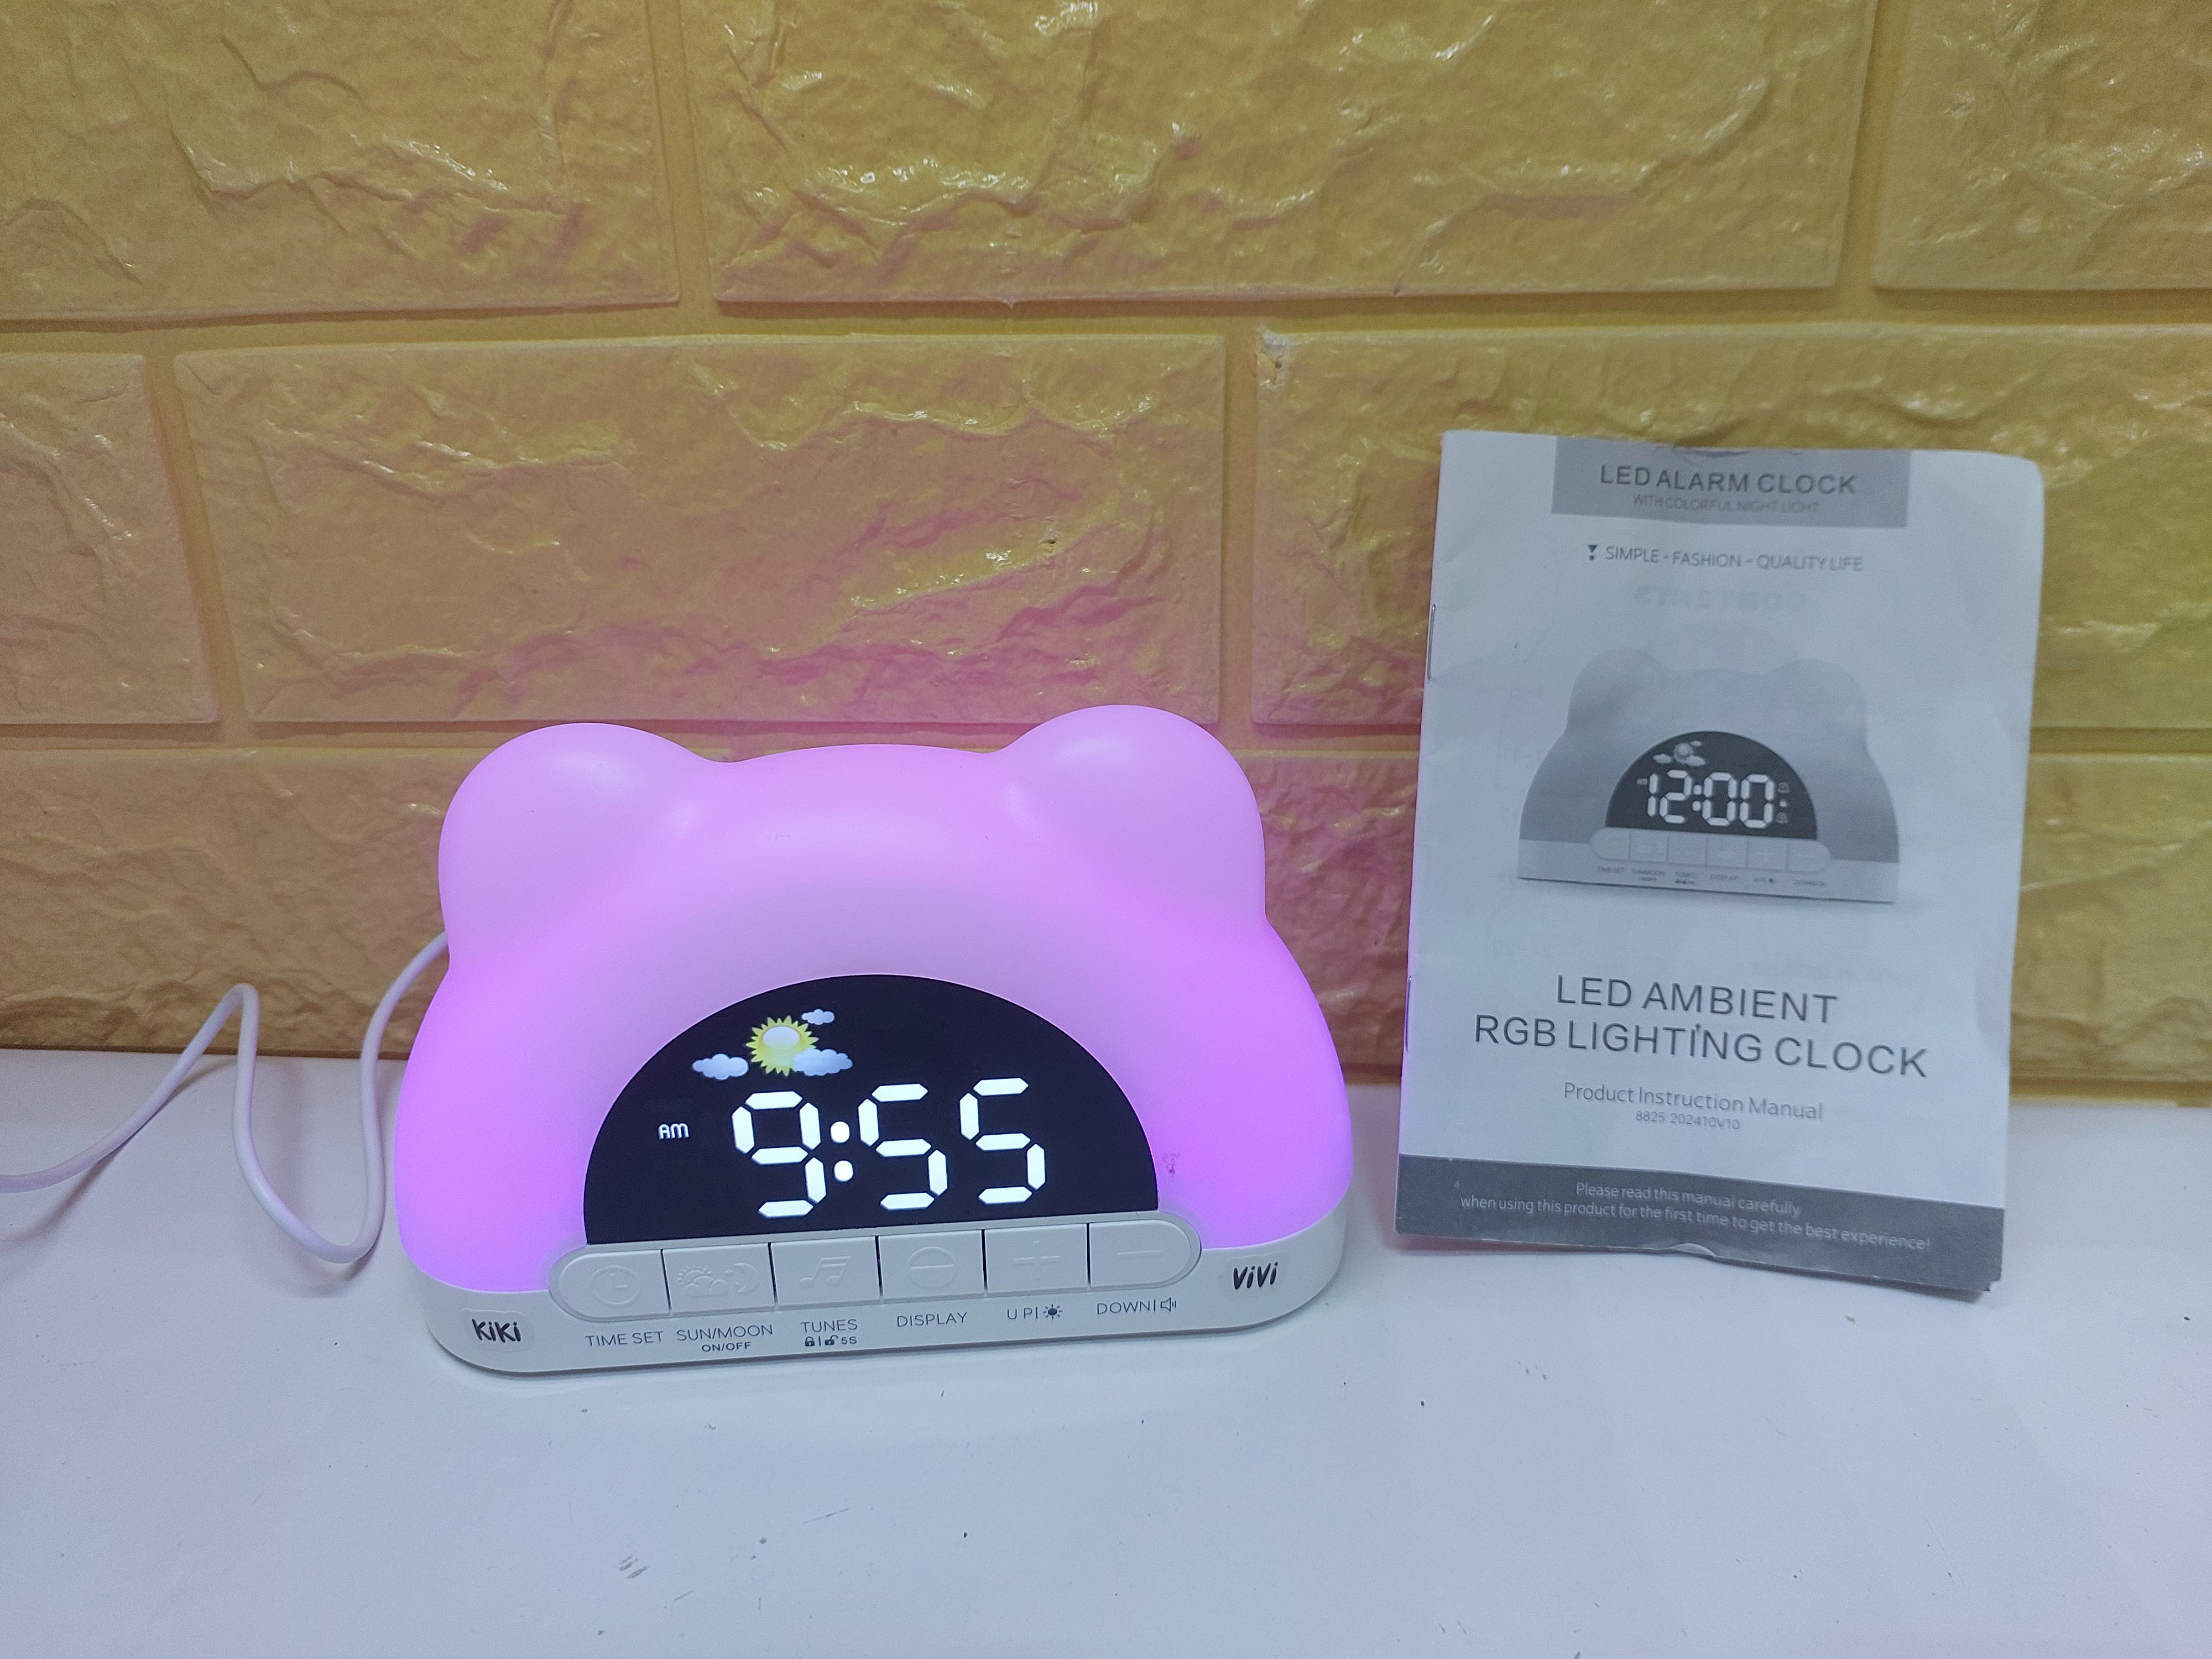 AM
9:55
KiKi
TIME SET
SUN/MOON
ON/OFF
TUNES
5S
DISPLAY
UP|
DOWN|
ViVi
LED ALARM CLOCK
WITH COLORFUL NIGHT LIGHT
SIMPLE - FASHION - QUALITY LIFE
12:00
TIME SET
DISPLAY
LED AMBIENT
RGB LIGHTING CLOCK
Product Instruction Manual
8825 202410V10
Please read this manual carefully
when using this product for the first time to get the best experience!